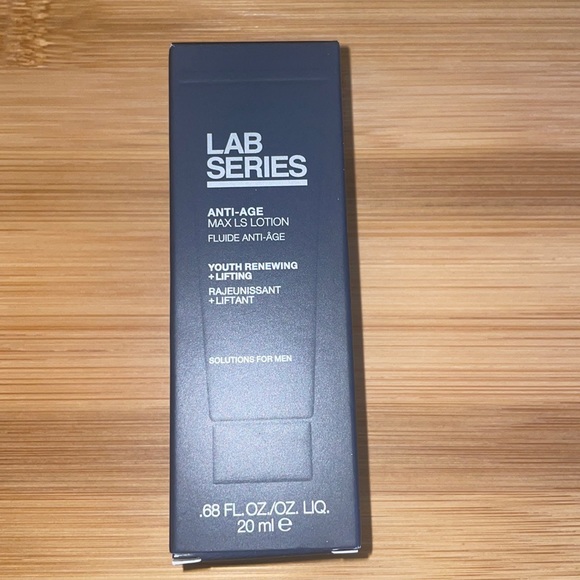 LAB
SERIES
ANTI-AGE
MAX LS LOTION
FLUIDE ANTI-ÂGE
YOUTH RENEWING
+LIFTING
RAJEUNISSANT
+LIFTANT
SOLUTIONS FOR MEN
.68 FL.OZ./OZ. LIQ.
20 ml ℮